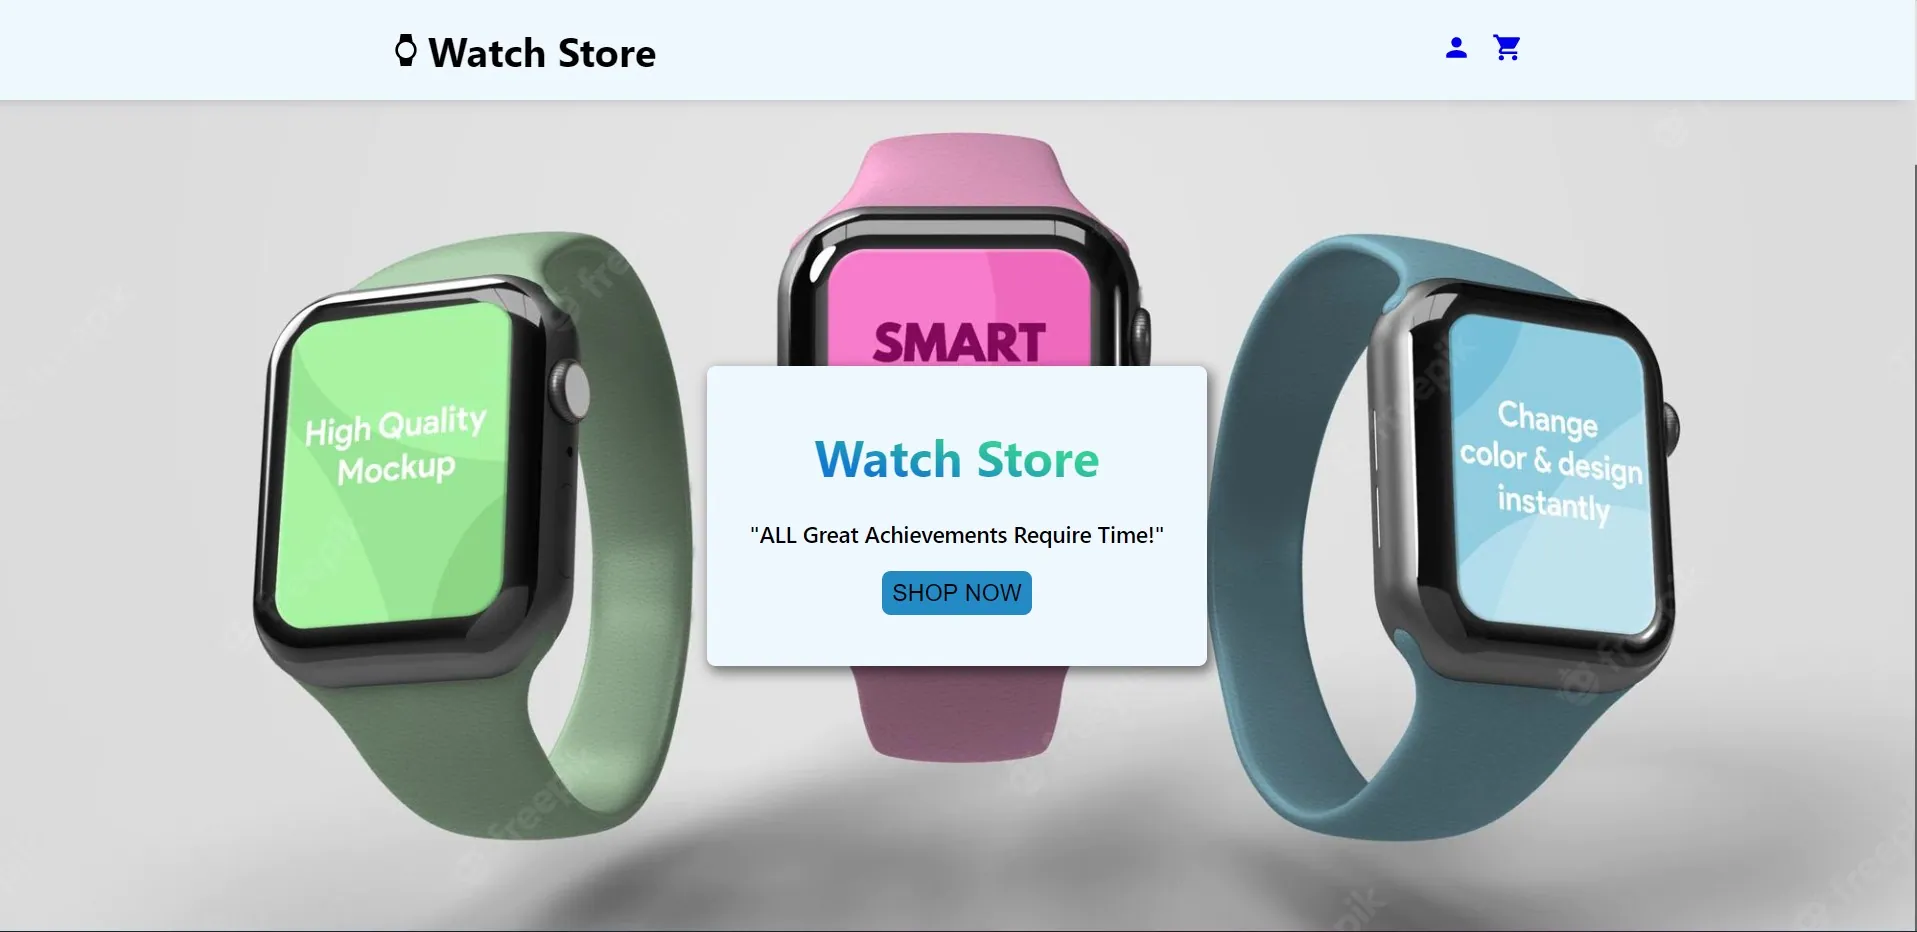 Watch Store
SMART
High Quality
Mockup
Change
color & design
instantly
Watch Store
"ALL Great Achievements Require Time!"
SHOP NOW
freepik